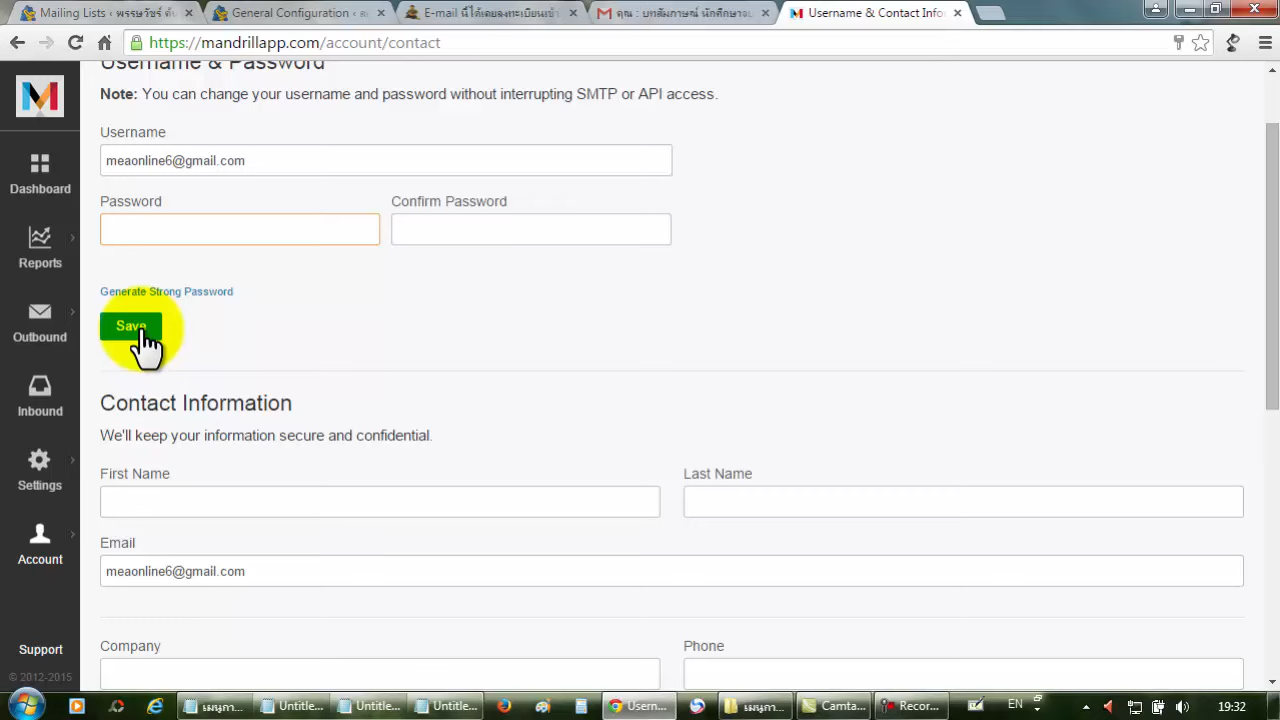 Mailing Lists ‹ พรรษวัชร์ ต้น
General Configuration ‹ ส
E-mail นี้ได้เคยลงทะเบียนเข้า
คุณ : บทสัมภาษณ์ นักศึกษาจบ
Username & Contact Info
https://mandrillapp.com/account/contact
Username & Password
Note: You can change your username and password without interrupting SMTP or API access.
Username
meaonline6@gmail.com
Password
Confirm Password
Generate Strong Password
Save
Contact Information
We'll keep your information secure and confidential.
First Name
Last Name
Email
meaonline6@gmail.com
Company
Phone
Dashboard
Reports
Outbound
Inbound
Settings
Account
Support
© 2012-2015
Untitle...
Untitle...
Untitle...
Usern...
Camta...
Recor...
EN
19:32